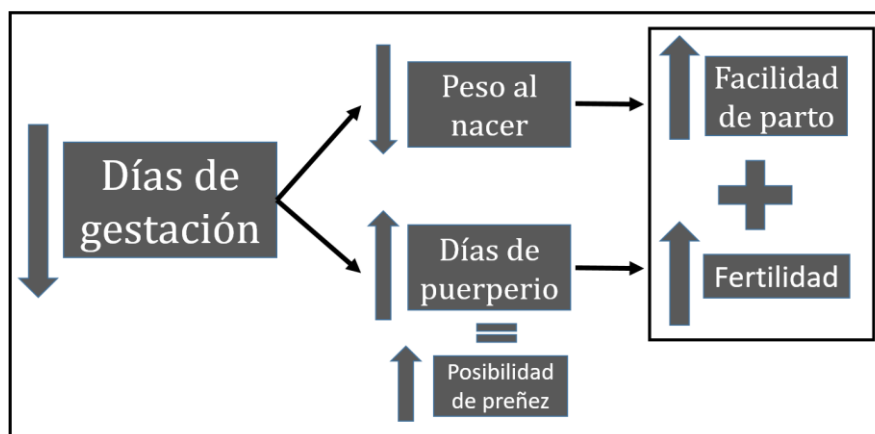 Días de
gestación
Peso al
nacer
Facilidad
de parto
Días de
puerperio
Fertilidad
Posibilidad
de preñez